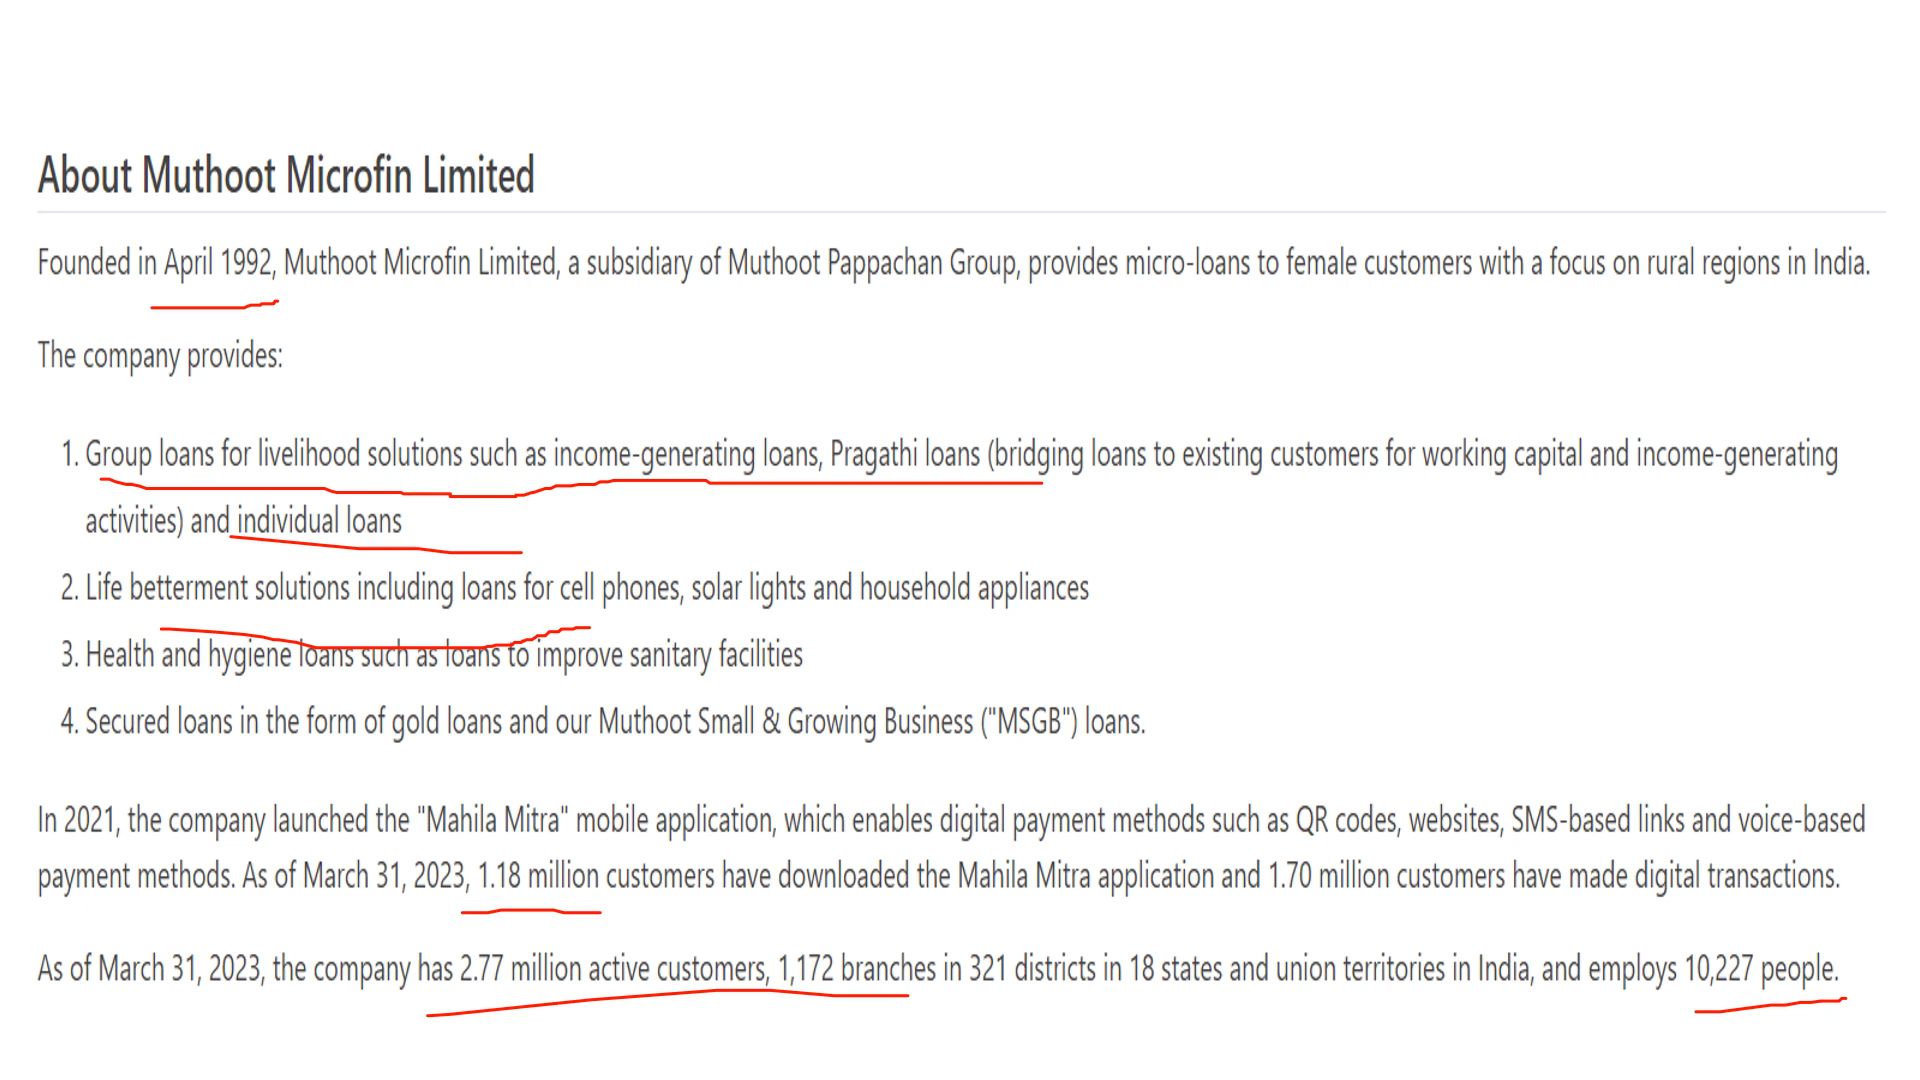 About Muthoot Microfin Limited
Founded in April 1992, Muthoot Microfin Limited, a subsidiary of Muthoot Pappachan Group, provides micro-loans to female customers with a focus on rural regions in India.
The company provides:
1. Group loans for livelihood solutions such as income-generating loans, Pragathi loans (bridging loans to existing customers for working capital and income-generating
activities) and individual loans
2. Life betterment solutions including loans for cell phones, solar lights and household appliances
3. Health and hygiene loans such as loans to improve sanitary facilities
4. Secured loans in the form of gold loans and our Muthoot Small & Growing Business ("MSGB") loans.
In 2021, the company launched the "Mahila Mitra" mobile application, which enables digital payment methods such as QR codes, websites, SMS-based links and voice-based
payment methods. As of March 31, 2023, 1.18 million customers have downloaded the Mahila Mitra application and 1.70 million customers have made digital transactions.
As of March 31, 2023, the company has 2.77 million active customers, 1,172 branches in 321 districts in 18 states and union territories in India, and employs 10,227 people.